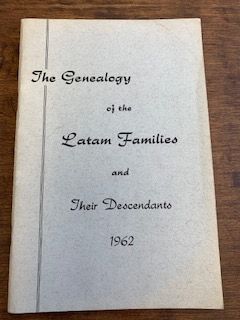 The Genealogy
of the
Latam Families
and
Their Descendants
1962